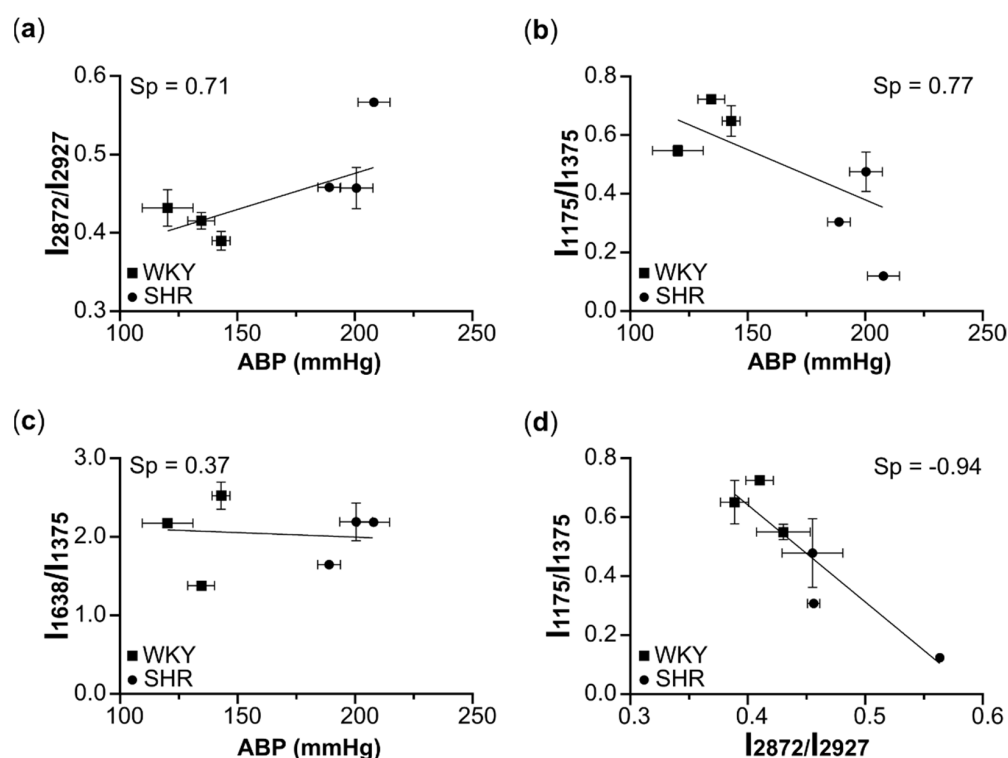 (a)
Sp = 0.71
I2872/I2927
0.6
0.5
0.4
0.3
WKY
SHR
100 150 200 250
ABP (mmHg)
(b)
Sp = 0.77
I1175/I1375
0.8
0.6
0.4
0.2
0.0
WKY
SHR
100 150 200 250
ABP (mmHg)
(c)
Sp = 0.37
I1638/I1375
3.0
2.0
1.0
0.0
WKY
SHR
100 150 200 250
ABP (mmHg)
(d)
Sp = -0.94
I1175/I1375
0.8
0.6
0.4
0.2
0.0
WKY
SHR
0.3 0.4 0.5 0.6
I2872/I2927